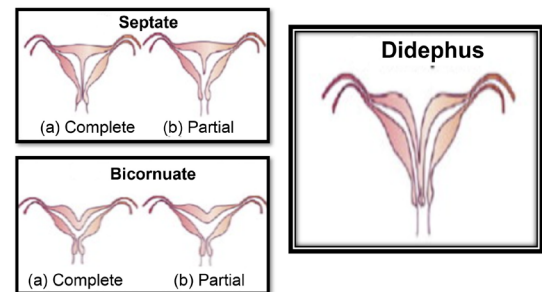 Septate
(a) Complete (b) Partial
Bicornuate
(a) Complete (b) Partial
Didephus